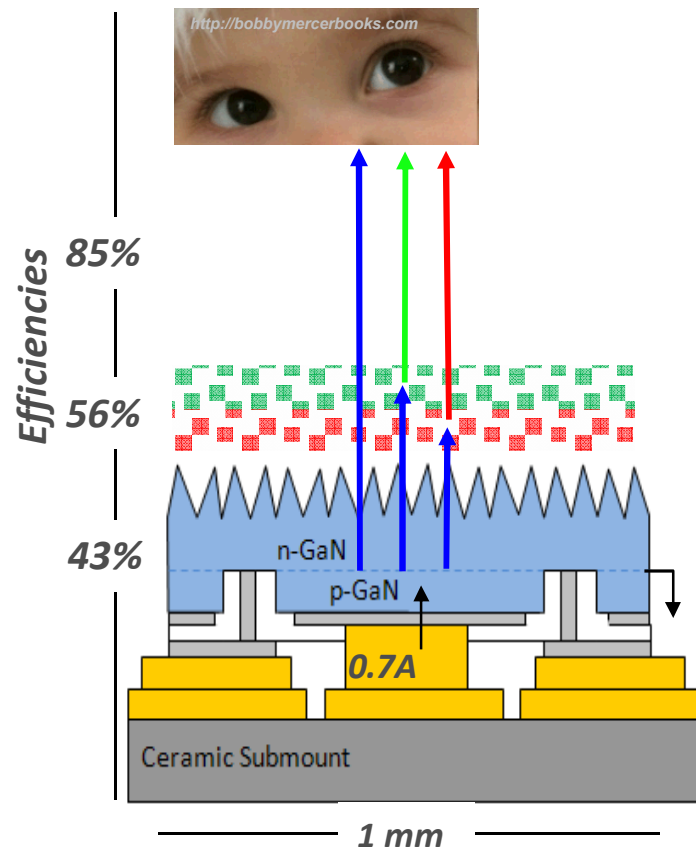 http://bobbymercerbooks.com
Efficiencies
85%
56%
43%
n-GaN
p-GaN
0.7A
Ceramic Submount
1 mm